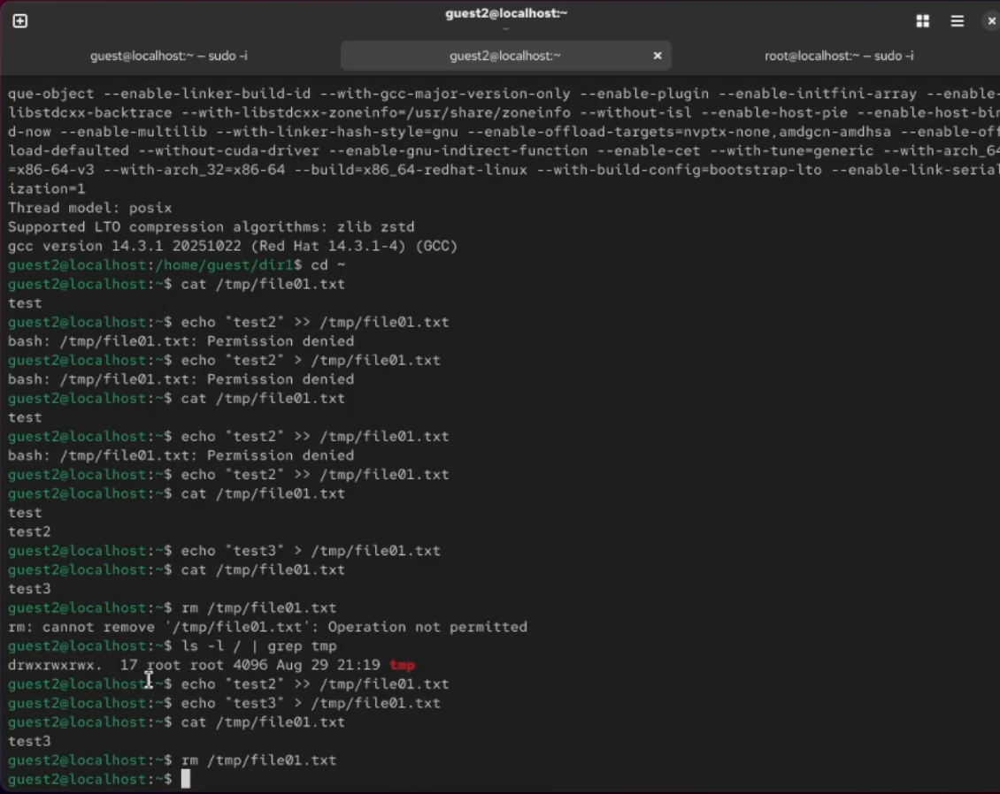 guest2@localhost:~
~
guest@localhost:~ – sudo -i
guest2@localhost:~
root@localhost:~ – sudo -i
que-object --enable-linker-build-id --with-gcc-major-version-only --enable-plugin --enable-initfini-array --enable-
libstdcxx-backtrace --with-libstdcxx-zoneinfo=/usr/share/zoneinfo --without-isl --enable-host-pie --enable-host-bin
d-now --enable-multilib --with-linker-hash-style=gnu --enable-offload-targets=nvptx-none,amdgcn-amdhsa --enable-off
load-defaulted --without-cuda-driver --enable-gnu-indirect-function --enable-cet --with-tune=generic --with-arch_64
=x86-64-v3 --with-arch_32=x86-64 --build=x86_64-redhat-linux --with-build-config=bootstrap-lto --enable-link-serial
ization=1
Thread model: posix
Supported LTO compression algorithms: zlib zstd
gcc version 14.3.1 20251022 (Red Hat 14.3.1-4) (GCC)
guest2@localhost:/home/guest/dir1$ cd ~
guest2@localhost:~$ cat /tmp/file01.txt
test
guest2@localhost:~$ echo "test2" >> /tmp/file01.txt
bash: /tmp/file01.txt: Permission denied
guest2@localhost:~$ echo "test2" > /tmp/file01.txt
bash: /tmp/file01.txt: Permission denied
guest2@localhost:~$ cat /tmp/file01.txt
test
guest2@localhost:~$ echo "test2" >> /tmp/file01.txt
bash: /tmp/file01.txt: Permission denied
guest2@localhost:~$ echo "test2" >> /tmp/file01.txt
guest2@localhost:~$ cat /tmp/file01.txt
test
test2
guest2@localhost:~$ echo "test3" > /tmp/file01.txt
guest2@localhost:~$ cat /tmp/file01.txt
test3
guest2@localhost:~$ rm /tmp/file01.txt
rm: cannot remove '/tmp/file01.txt': Operation not permitted
guest2@localhost:~$ ls -l / | grep tmp
drwxrwxrwx.  17 root root 4096 Aug 29 21:19 tmp
guest2@localhost:~$ echo "test2" >> /tmp/file01.txt
guest2@localhost:~$ echo "test3" > /tmp/file01.txt
guest2@localhost:~$ cat /tmp/file01.txt
test3
guest2@localhost:~$ rm /tmp/file01.txt
guest2@localhost:~$